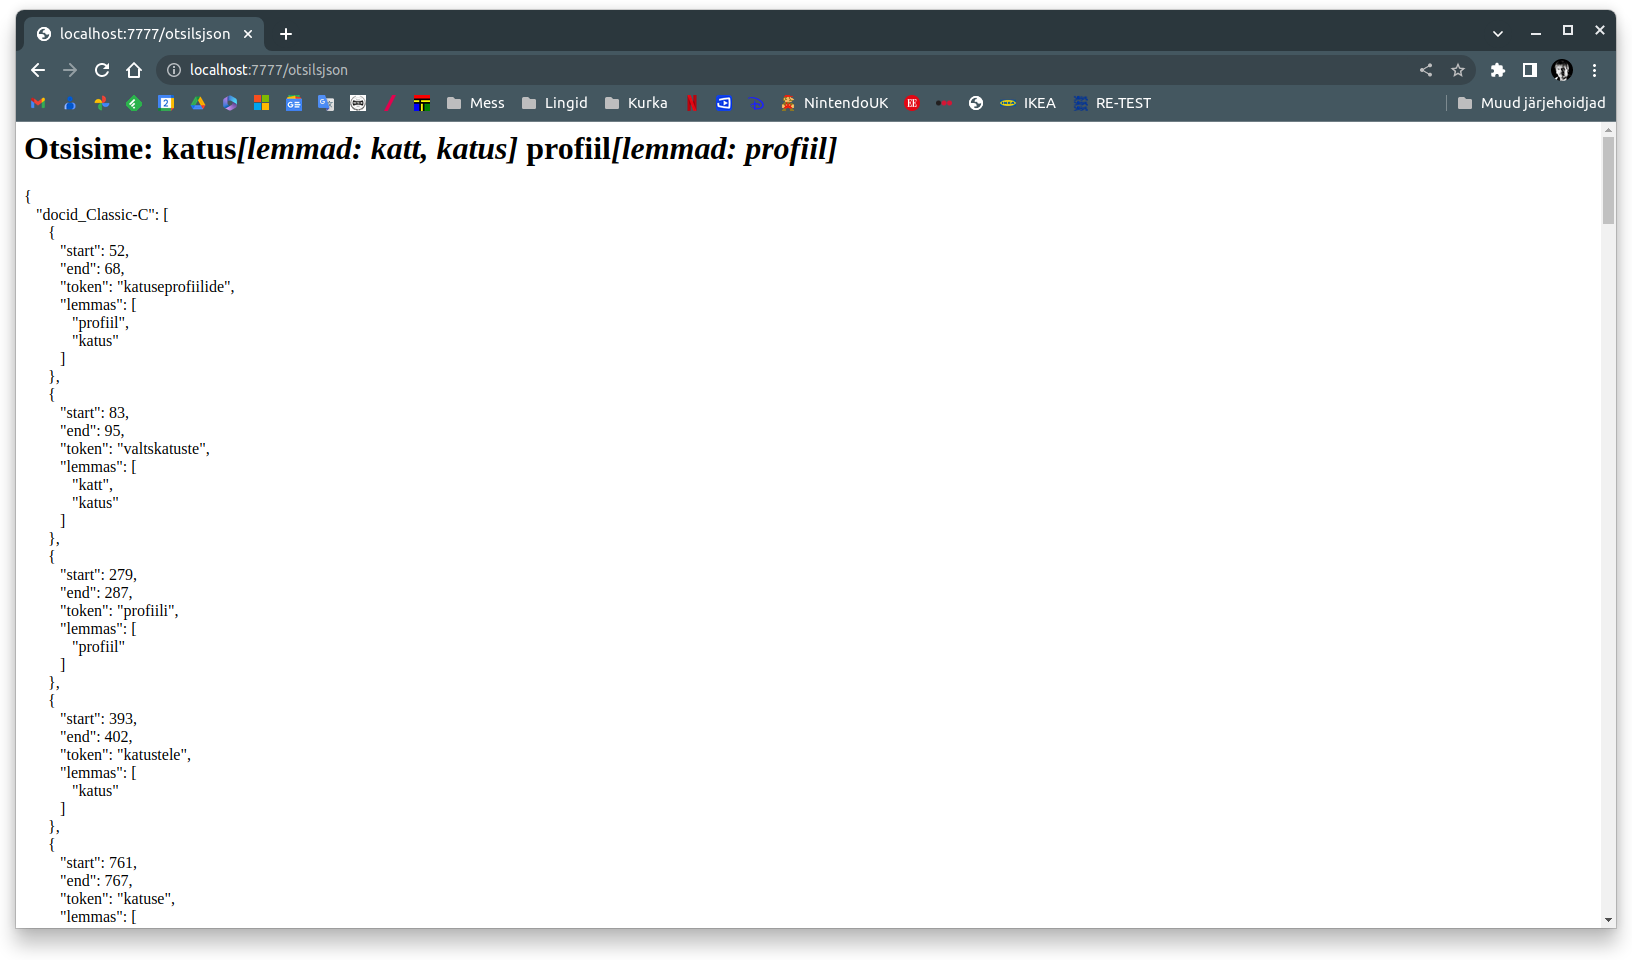 localhost:7777/otsilsjson
localhost:7777/otsilsjson
Mess Lingid Kurka NintendoUK EE IKEA RE-TEST Muud järjehoidjad
Otsisime: katus[lemmad: katt, katus] profiil[lemmad: profiil]
{
"docid_Classic-C": [
{
"start": 52,
"end": 68,
"token": "katuseprofiilide",
"lemmas": [
"profiil",
"katus"
]
},
{
"start": 83,
"end": 95,
"token": "valtskatuste",
"lemmas": [
"katt",
"katus"
]
},
{
"start": 279,
"end": 287,
"token": "profiili",
"lemmas": [
"profiil"
]
},
{
"start": 393,
"end": 402,
"token": "katustele",
"lemmas": [
"katus"
]
},
{
"start": 761,
"end": 767,
"token": "katuse",
"lemmas": [